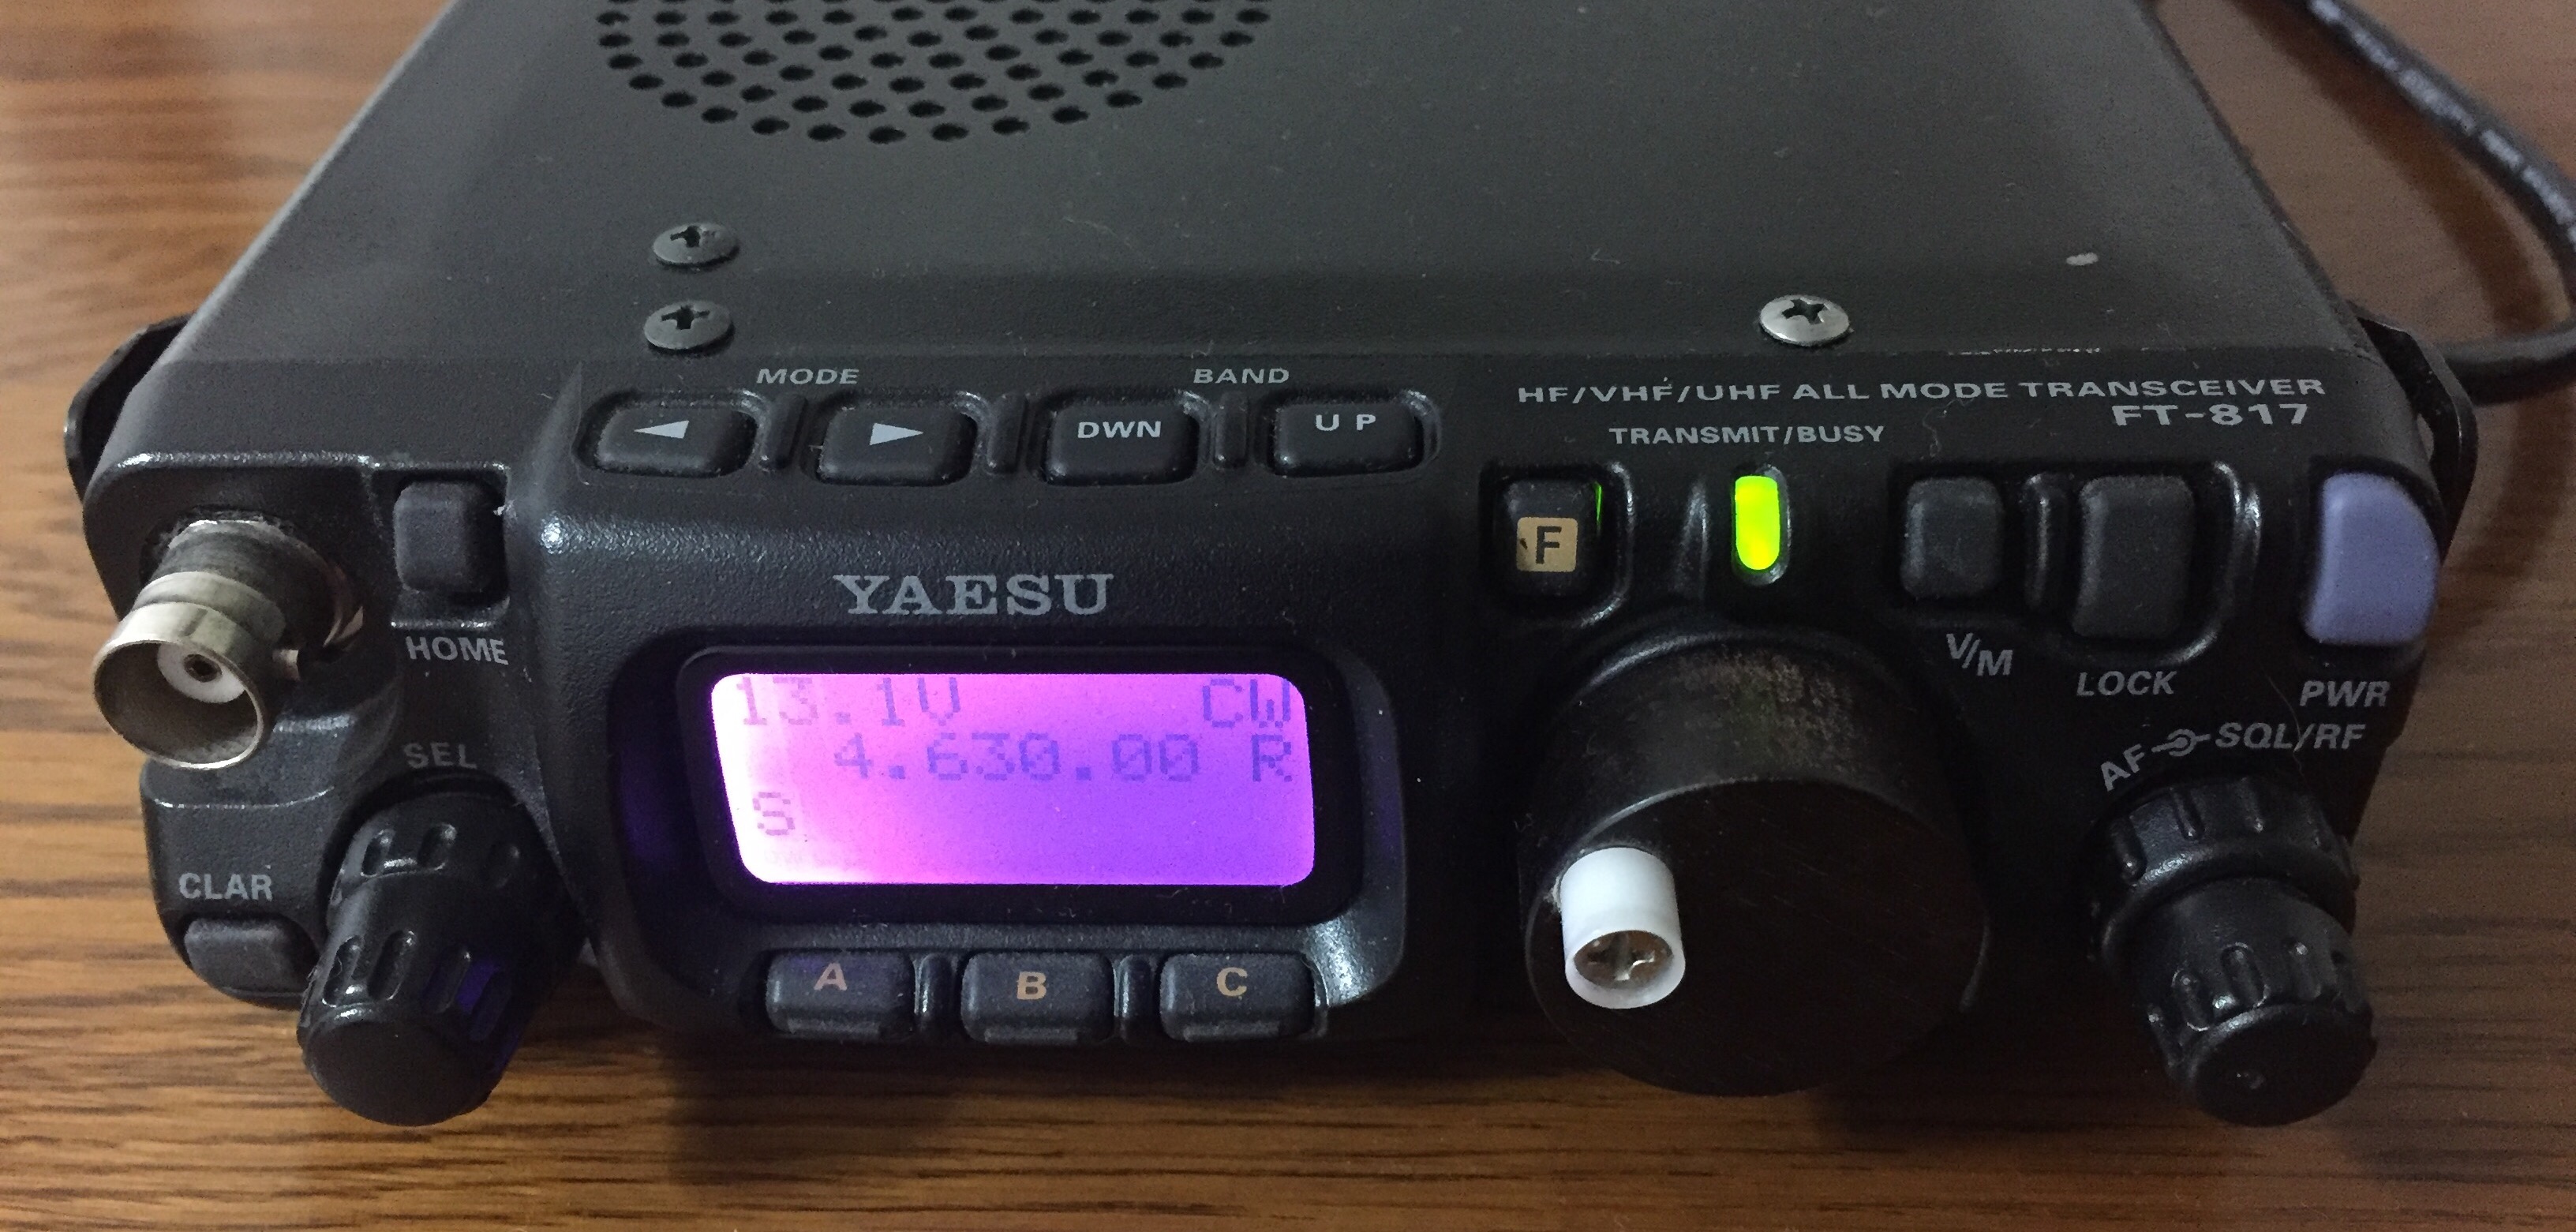 MODE BAND
DWN UP
HF/VHF/UHF ALL MODE TRANSCEIVER
FT-817
TRANSMIT/BUSY
F
YAESU
HOME
V/M
LOCK
PWR
13.1V CW
4.630.00 R
S
SEL
AF SQL/RF
CLAR
A B C